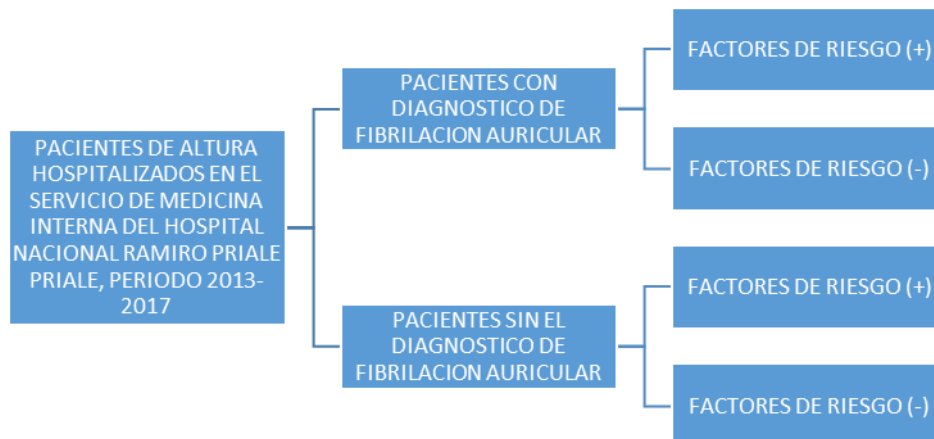 PACIENTES DE ALTURA
HOSPITALIZADOS EN EL
SERVICIO DE MEDICINA
INTERNA DEL HOSPITAL
NACIONAL RAMIRO PRIALE
PRIALE, PERIODO 2013-
2017
PACIENTES CON
DIAGNOSTICO DE
FIBRILACION AURICULAR
FACTORES DE RIESGO (+)
FACTORES DE RIESGO (-)
PACIENTES SIN EL
DIAGNOSTICO DE
FIBRILACION AURICULAR
FACTORES DE RIESGO (+)
FACTORES DE RIESGO (-)